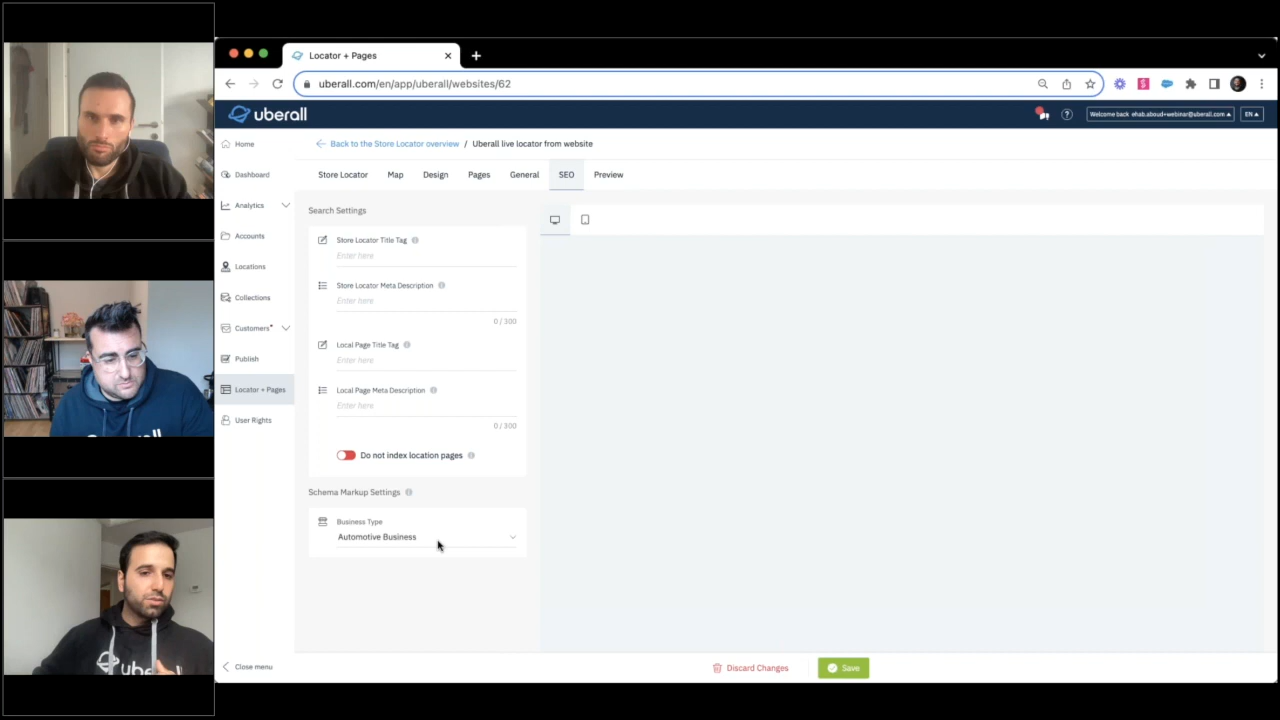 Locator + Pages
uberall.com/en/app/uberall/websites/62
uberall
Welcome back ehab.aboud+webinar@uberall.com
EN
Home
Dashboard
Analytics
Accounts
Locations
Collections
Customers
Publish
Locator + Pages
User Rights
Close menu
Back to the Store Locator overview / Uberall live locator from website
Store Locator Map Design Pages General SEO Preview
Search Settings
Store Locator Title Tag
Enter here
Store Locator Meta Description
Enter here
0 / 300
Local Page Title Tag
Enter here
Local Page Meta Description
Enter here
0 / 300
Do not index location pages
Schema Markup Settings
Business Type
Automotive Business
Discard Changes
Save